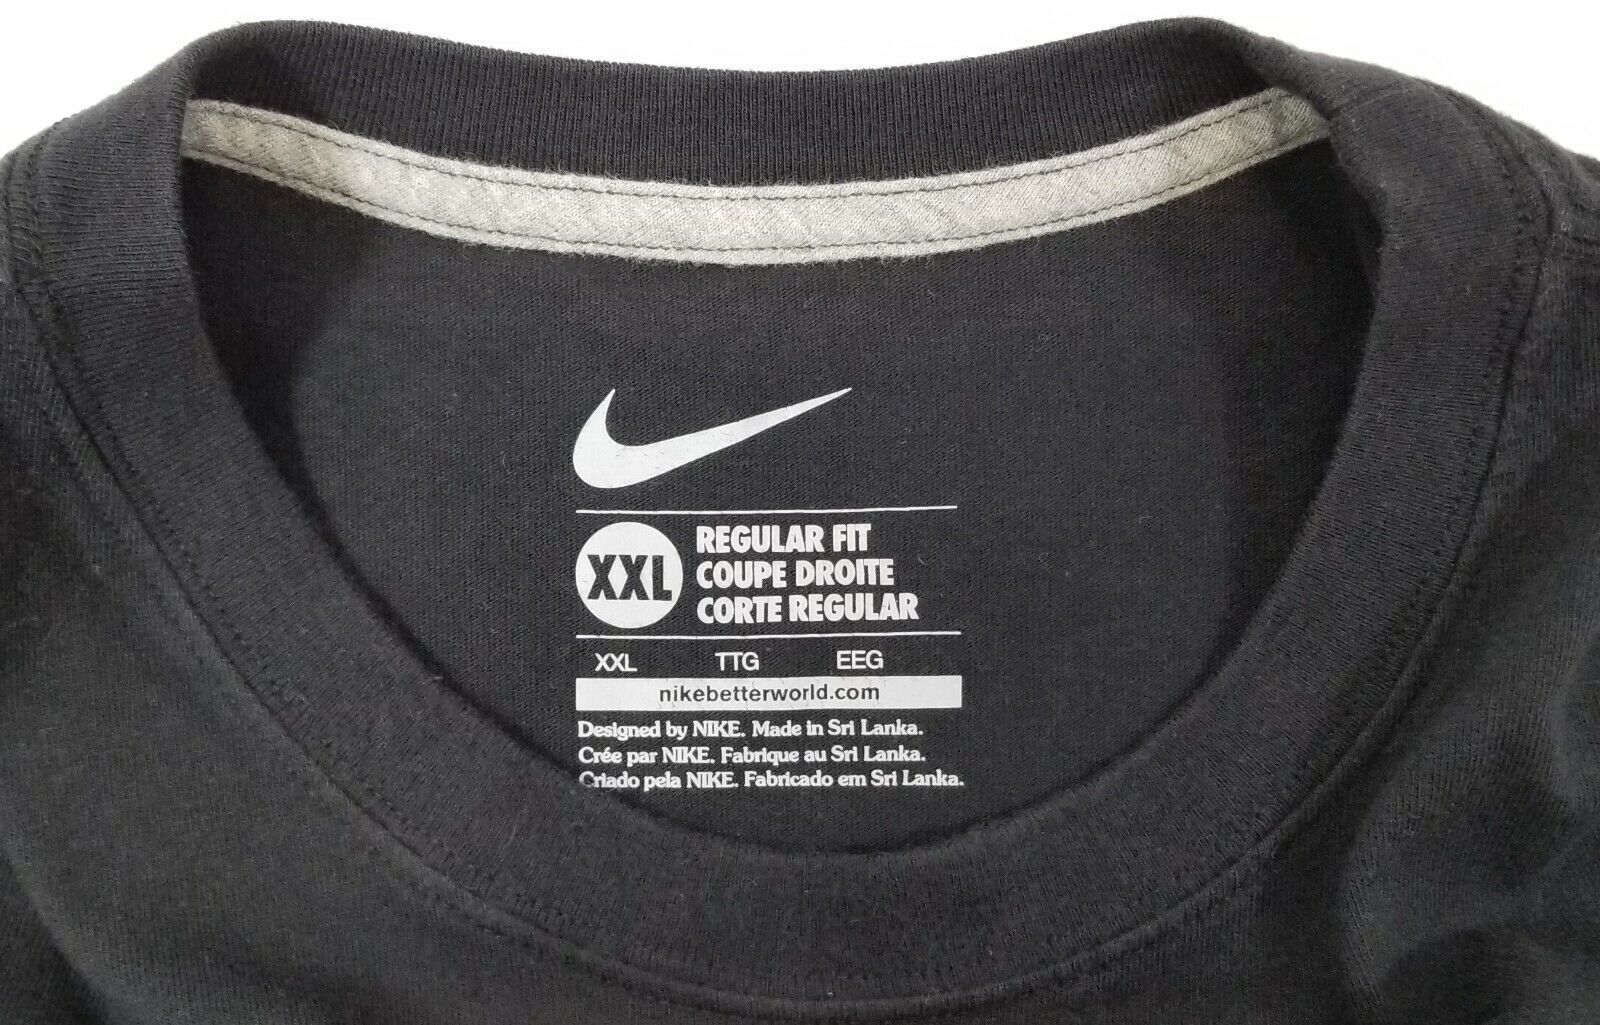 XXL
REGULAR FIT
COUPE DROITE
CORTE REGULAR
XXL TTG EEG
nikebetterworld.com
Designed by NIKE. Made in Sri Lanka.
Crée par NIKE. Fabrique au Sri Lanka.
Criado pela NIKE. Fabricado em Sri Lanka.